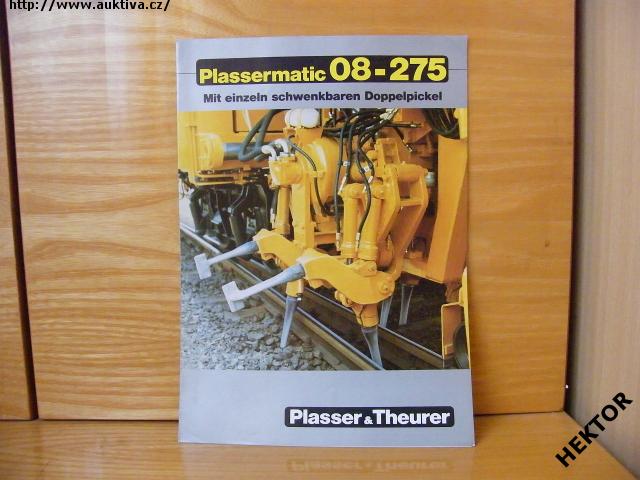 http://www.auktiva.cz/
Plassermatic 08-275
Mit einzeln schwenkbaren Doppelpickel
Plasser & Theurer
HEKTOR